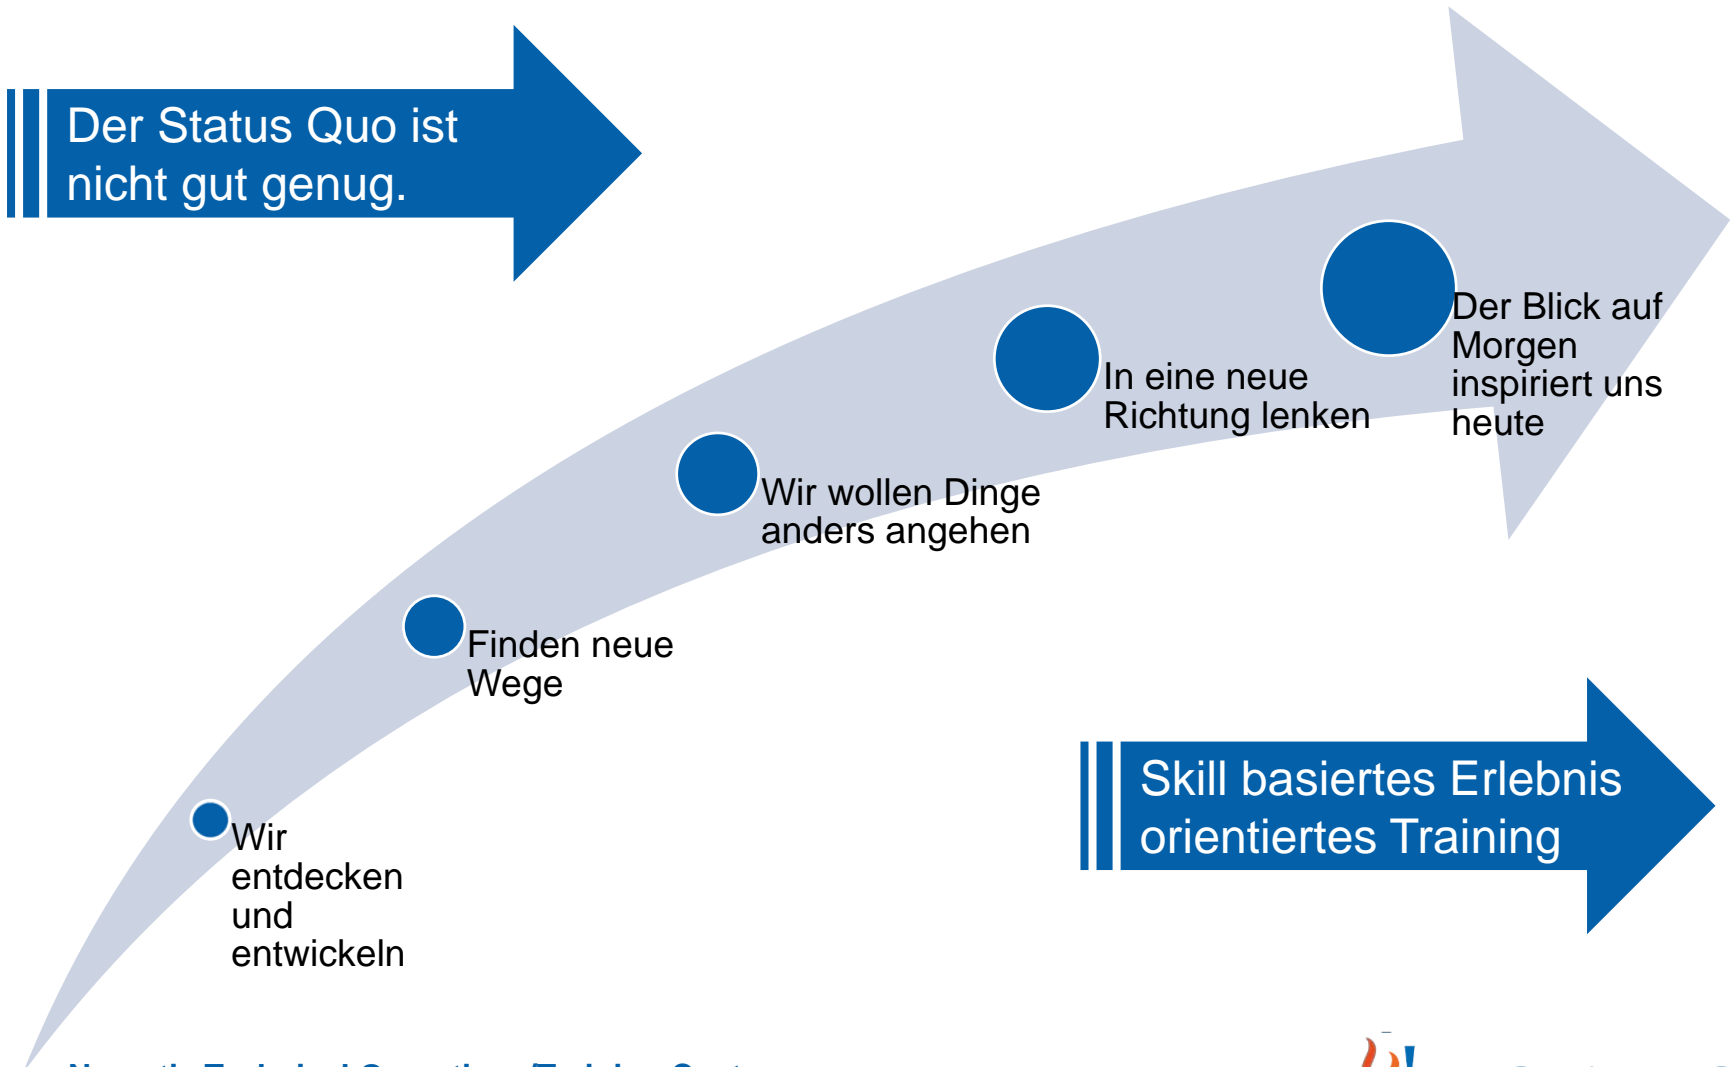 Der Status Quo ist
nicht gut genug.
Der Blick auf
Morgen
inspiriert uns
heute
In eine neue
Richtung lenken
Wir wollen Dinge
anders angehen
Finden neue
Wege
Skill basiertes Erlebnis
orientiertes Training
Wir
entdecken
und
entwickeln